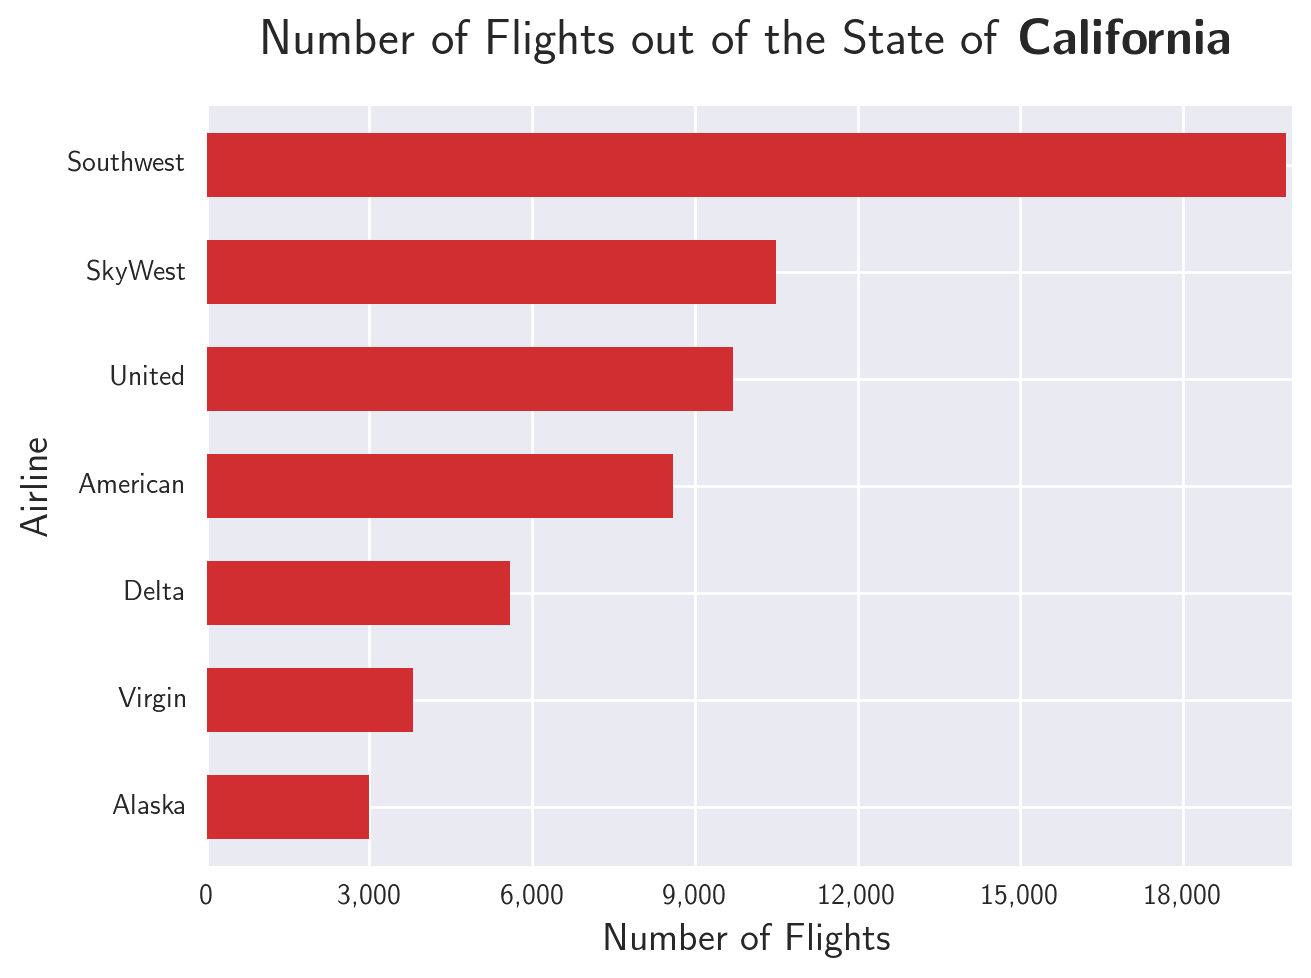 Number of Flights out of the State of California
Southwest
SkyWest
United
American
Delta
Virgin
Alaska
Airline
0 3,000 6,000 9,000 12,000 15,000 18,000
Number of Flights